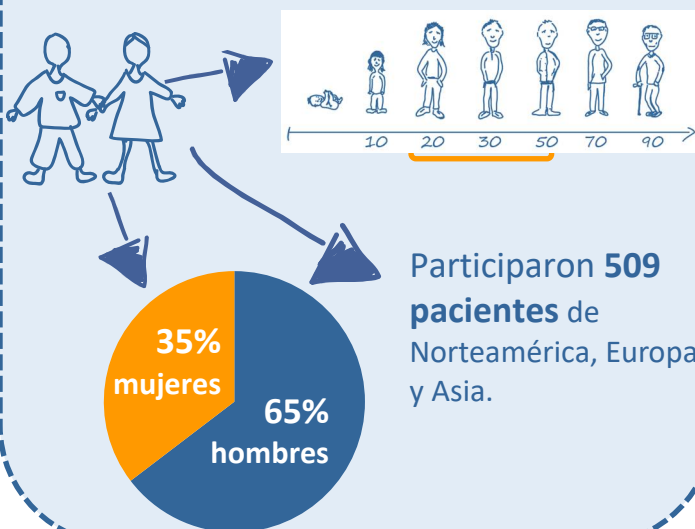 10 20 30 50 70 90
Participaron 509
pacientes de
Norteamérica, Europa
y Asia.
35%
mujeres
65%
hombres